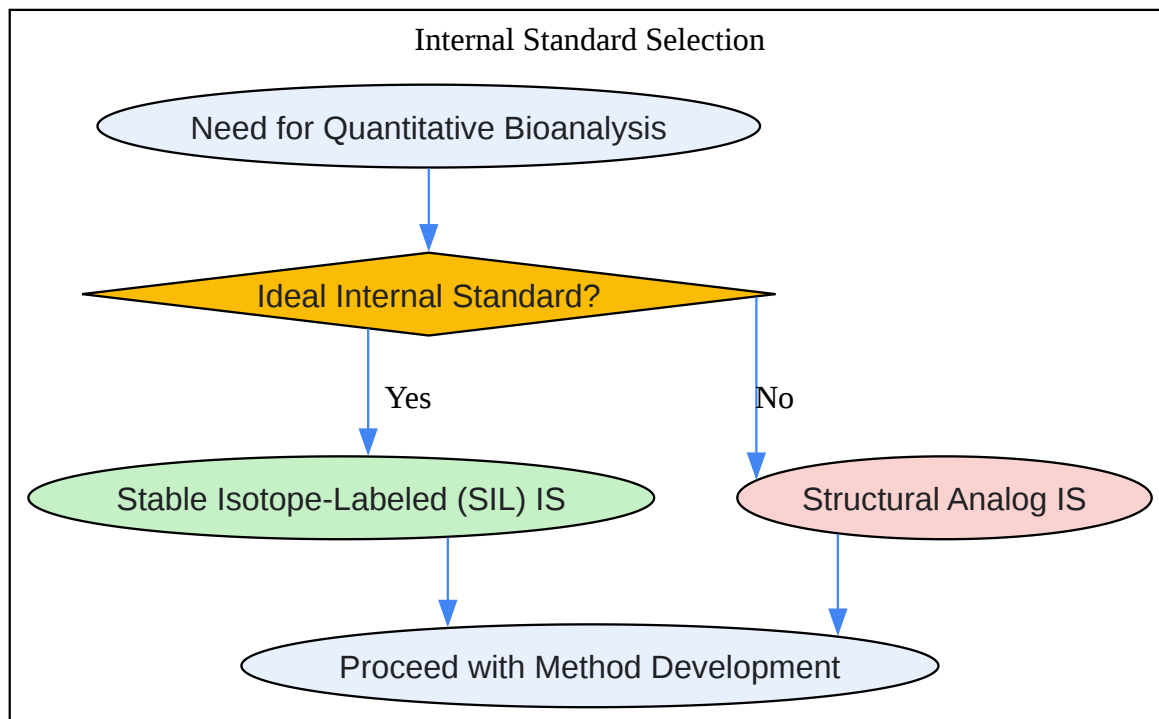 Internal Standard Selection
Need for Quantitative Bioanalysis
Ideal Internal Standard?
Yes
No
Stable Isotope-Labeled (SIL) IS
Structural Analog IS
Proceed with Method Development